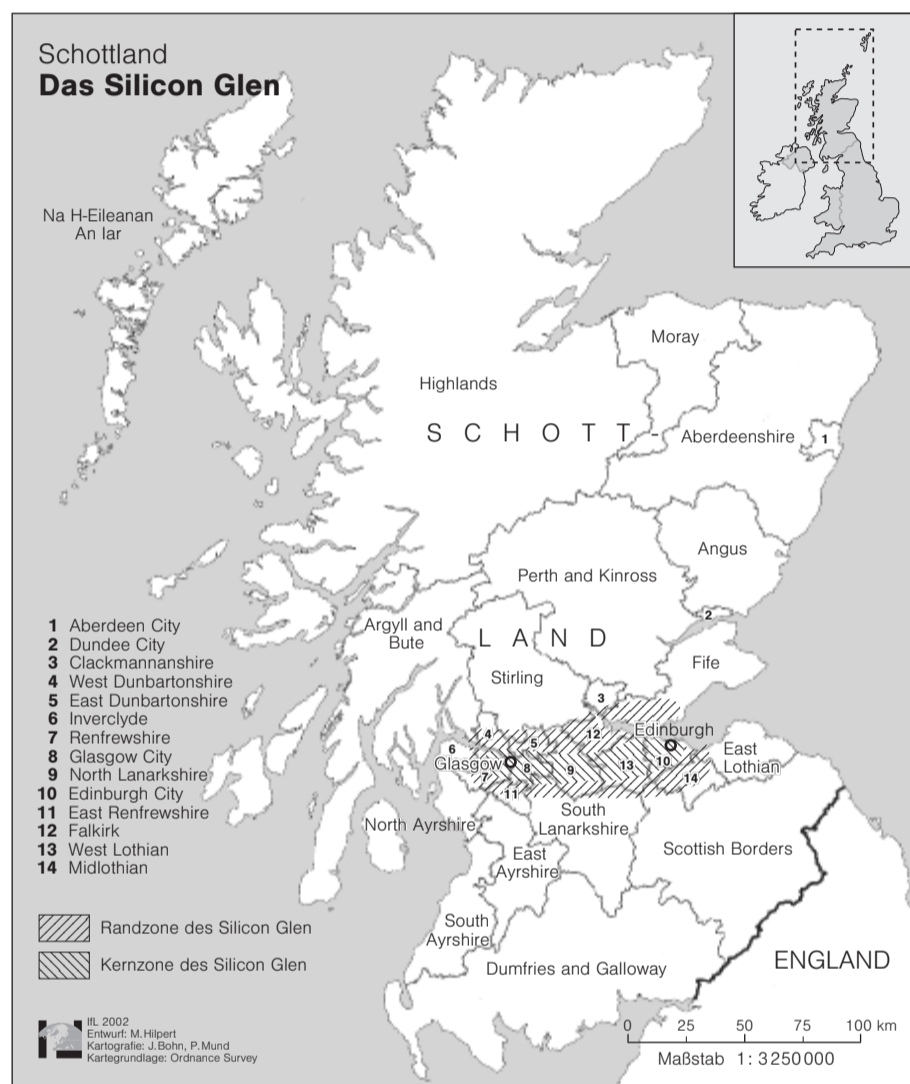 Schottland
Das Silicon Glen
Na H-Eileanan
An Iar
Moray
Highlands
SCHOTT-
Aberdeenshire
1
Angus
Perth and Kinross
2
Argyll and
Bute
LAND
Fife
Stirling
3
4
5
12
Edinburgh
6
Glasgow
7
8
9
13
10
14
East
Lothian
11
North Ayrshire
South
Lanarkshire
Scottish Borders
East
Ayrshire
South
Ayrshire
Dumfries and Galloway
ENGLAND
1 Aberdeen City
2 Dundee City
3 Clackmannanshire
4 West Dunbartonshire
5 East Dunbartonshire
6 Inverclyde
7 Renfrewshire
8 Glasgow City
9 North Lanarkshire
10 Edinburgh City
11 East Renfrewshire
12 Falkirk
13 West Lothian
14 Midlothian
Randzone des Silicon Glen
Kernzone des Silicon Glen
IfL 2002
Entwurf: M. Hilpert
Kartografie: J. Bohn, P. Mund
Kartegrundlage: Ordnance Survey
0 25 50 75 100 km
Maßstab 1 : 3 250 000